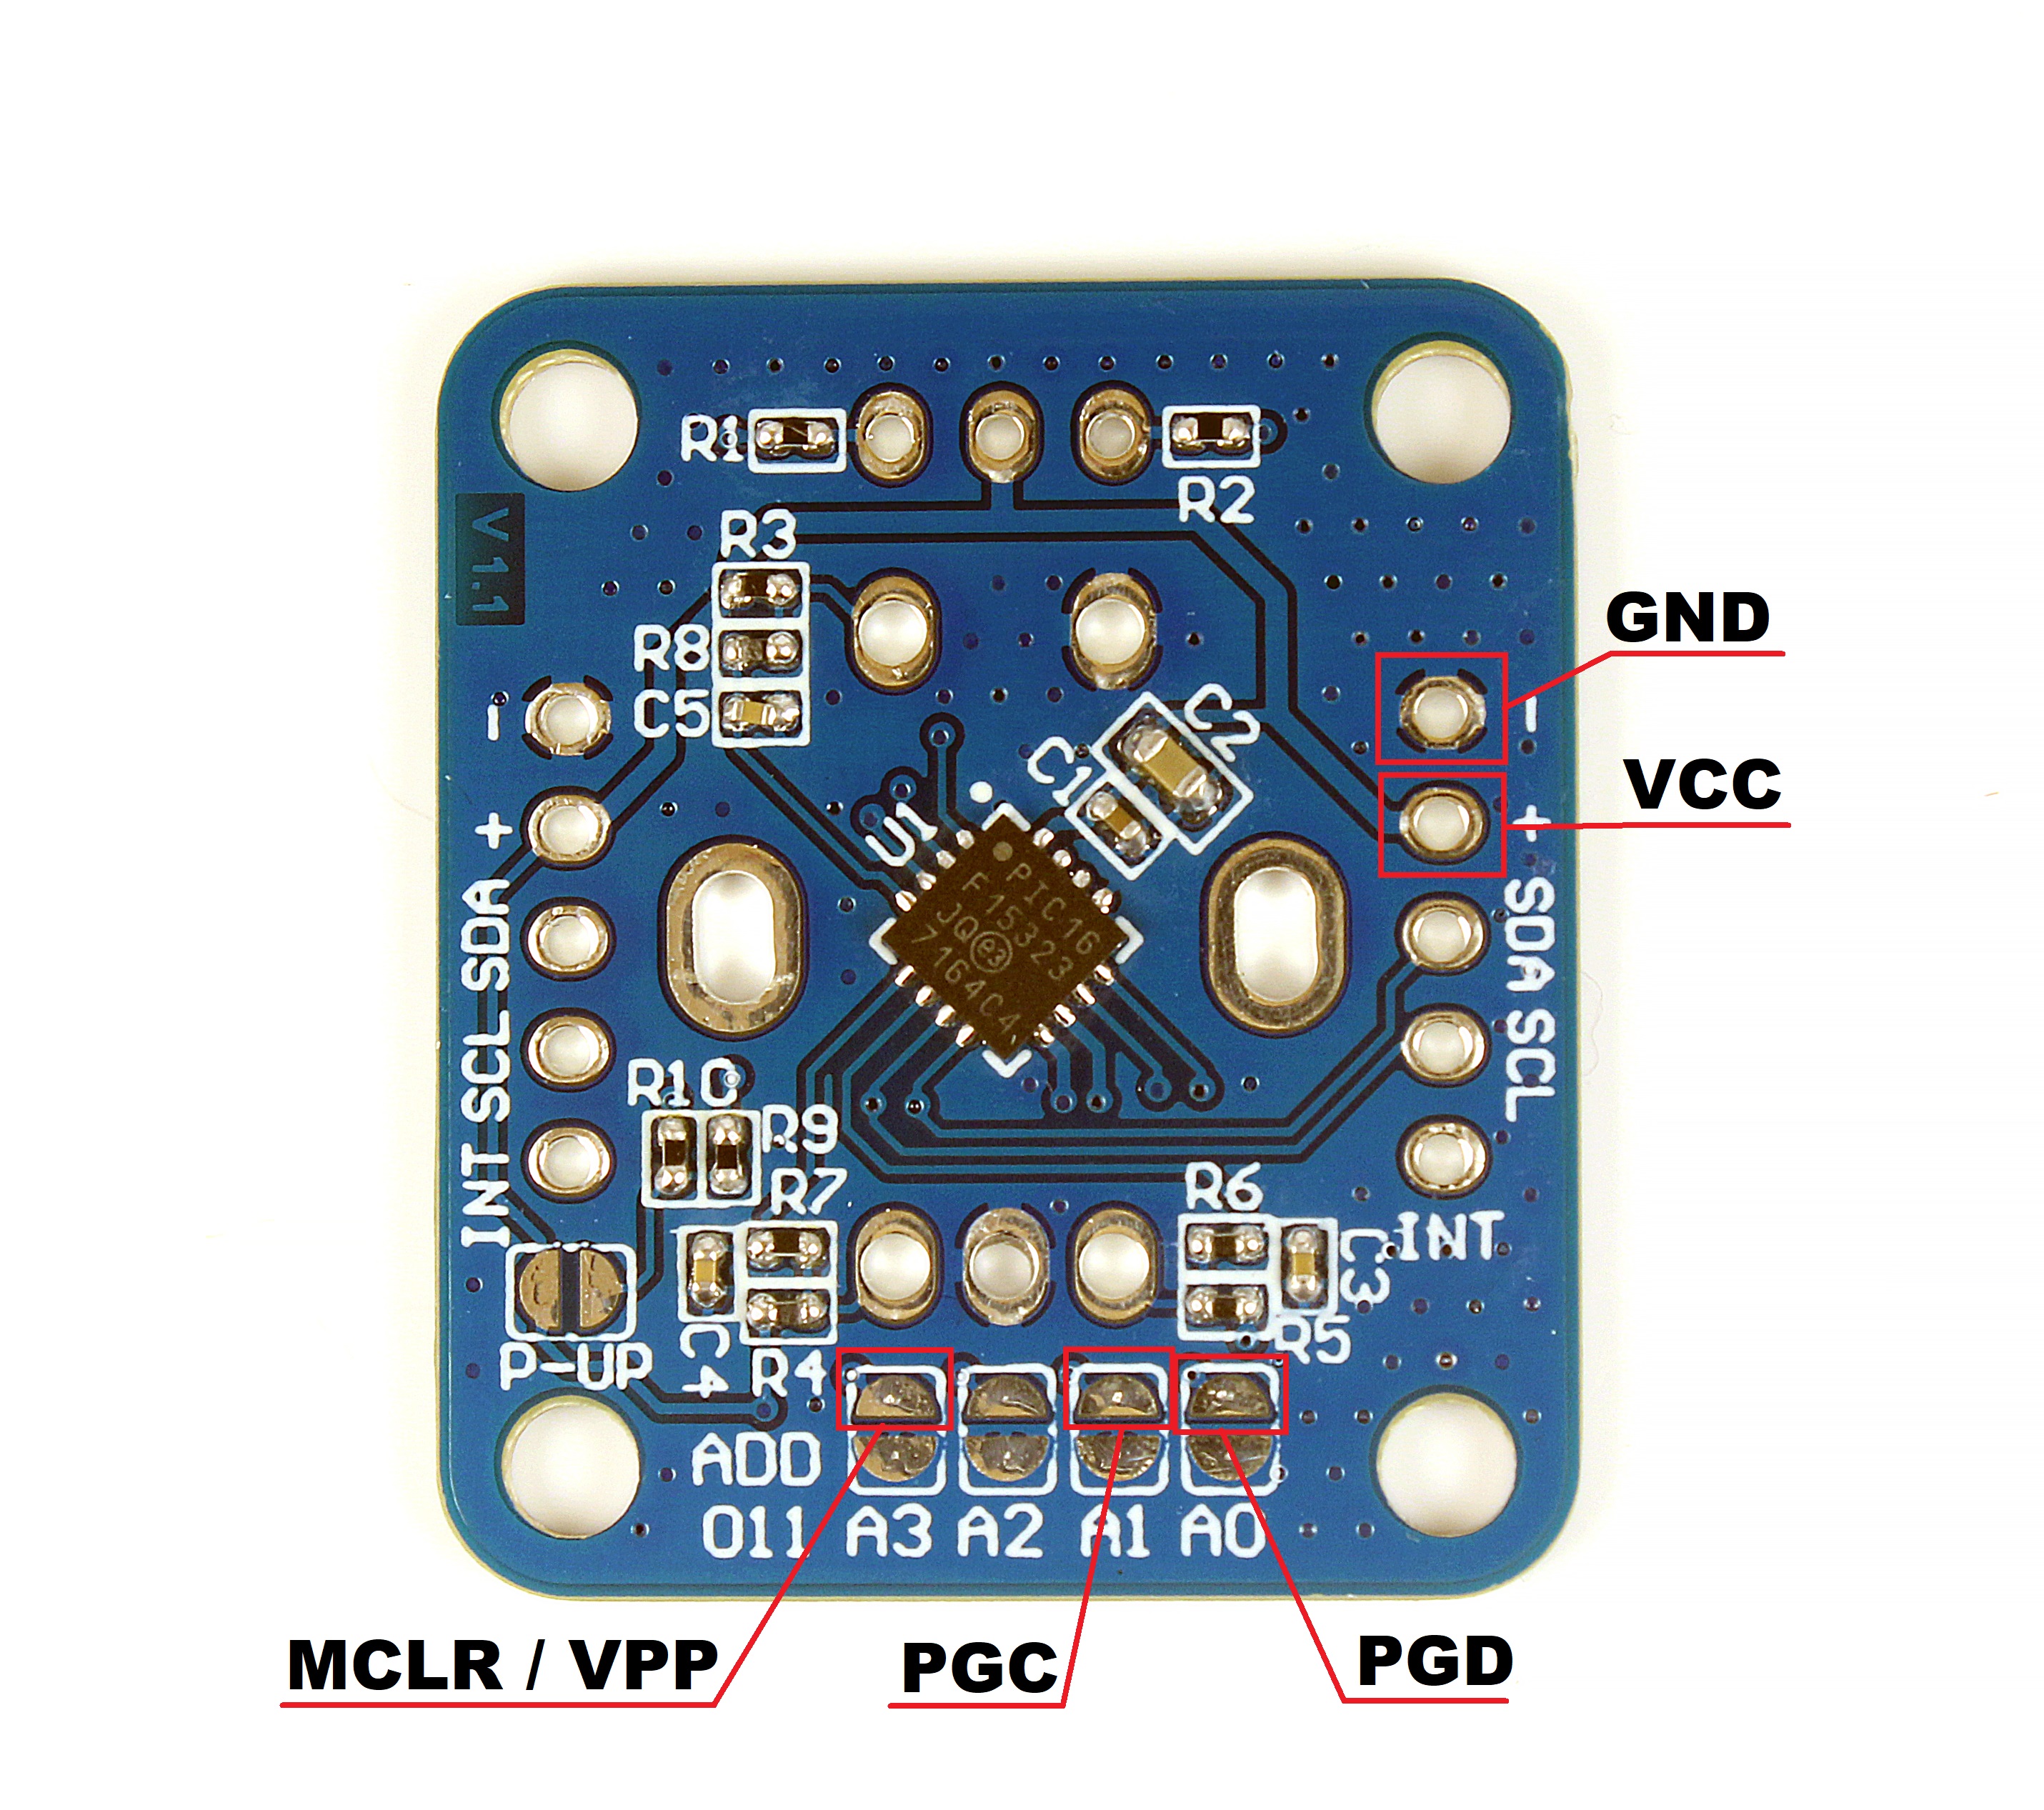 R1
R2
V 1.1
R3
GND
R8
-
C5
C2
-
VCC
C1
+
U1
+
PIC16
F15323
JQ e3
7164C4
SDA
SDA
SCL
SCL
R10
R9
R7
R6
INT
INT
C3
R5
P-UP
C4
R4
ADD
011
A3
A2
A1
A0
MCLR / VPP
PGC
PGD